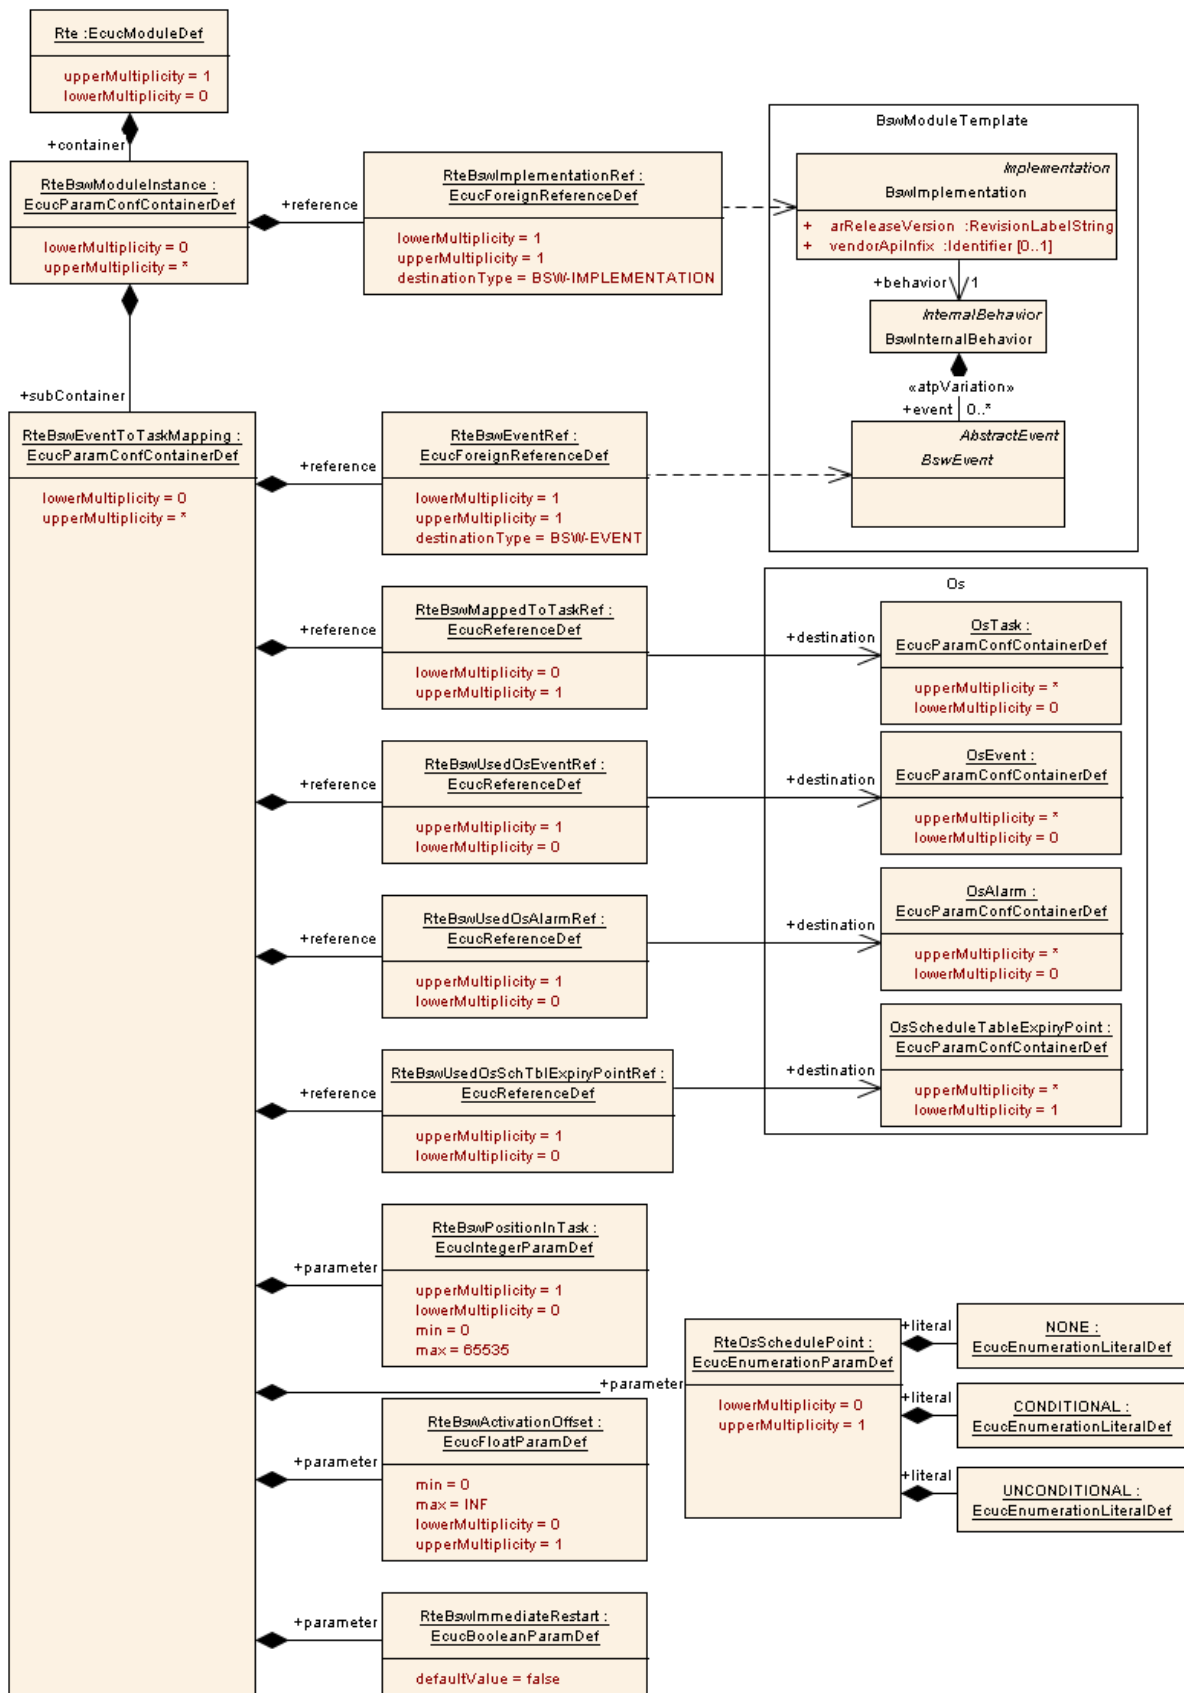 Rte :EcucModuleDef
upperMultiplicity = 1
lowerMultiplicity = 0
+container
RteBswModuleInstance :
EcucParamConfContainerDef
lowerMultiplicity = 0
upperMultiplicity = *
+reference
RteBswImplementationRef :
EcucForeignReferenceDef
lowerMultiplicity = 1
upperMultiplicity = 1
destinationType = BSW-IMPLEMENTATION
BswModuleTemplate
Implementation
BswImplementation
+ arReleaseVersion :RevisionLabelString
+ vendorApiInfix :Identifier [0..1]
+behavior 1
InternalBehavior
BswInternalBehavior
«atpVariation»
+event 0..*
AbstractEvent
BswEvent
+subContainer
RteBswEventToTaskMapping :
EcucParamConfContainerDef
lowerMultiplicity = 0
upperMultiplicity = *
+reference
RteBswEventRef :
EcucForeignReferenceDef
lowerMultiplicity = 1
upperMultiplicity = 1
destinationType = BSW-EVENT
Os
+reference
RteBswMappedToTaskRef :
EcucReferenceDef
lowerMultiplicity = 0
upperMultiplicity = 1
+destination
OsTask :
EcucParamConfContainerDef
upperMultiplicity = *
lowerMultiplicity = 0
+reference
RteBswUsedOsEventRef :
EcucReferenceDef
upperMultiplicity = 1
lowerMultiplicity = 0
+destination
OsEvent :
EcucParamConfContainerDef
upperMultiplicity = *
lowerMultiplicity = 0
+reference
RteBswUsedOsAlarmRef :
EcucReferenceDef
upperMultiplicity = 1
lowerMultiplicity = 0
+destination
OsAlarm :
EcucParamConfContainerDef
upperMultiplicity = *
lowerMultiplicity = 0
+reference
RteBswUsedOsSchTblExpiryPointRef :
EcucReferenceDef
upperMultiplicity = 1
lowerMultiplicity = 0
+destination
OsScheduleTableExpiryPoint :
EcucParamConfContainerDef
upperMultiplicity = *
lowerMultiplicity = 1
+parameter
RteBswPositionInTask :
EcucIntegerParamDef
upperMultiplicity = 1
lowerMultiplicity = 0
min = 0
max = 65535
+parameter
RteOsSchedulePoint :
EcucEnumerationParamDef
lowerMultiplicity = 0
upperMultiplicity = 1
+literal
NONE :
EcucEnumerationLiteralDef
+literal
CONDITIONAL :
EcucEnumerationLiteralDef
+literal
UNCONDITIONAL :
EcucEnumerationLiteralDef
+parameter
RteBswActivationOffset :
EcucFloatParamDef
min = 0
max = INF
lowerMultiplicity = 0
upperMultiplicity = 1
+parameter
RteBswImmediateRestart :
EcucBooleanParamDef
defaultValue = false